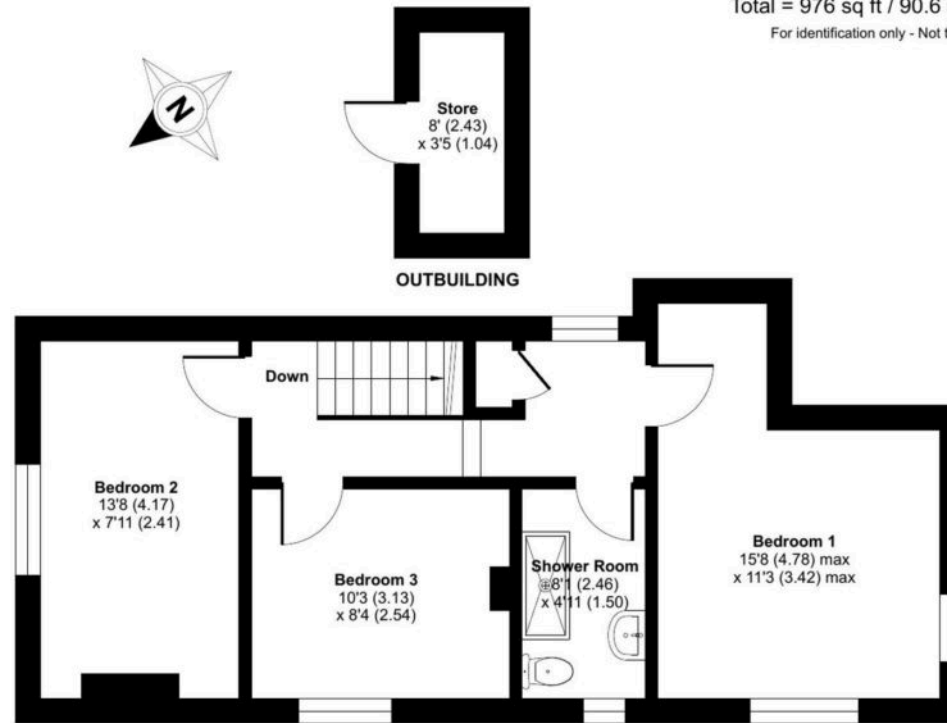 Total = 976 sq ft / 90.6
For identification only - Not t
N
Store
8' (2.43)
x 3'5 (1.04)
OUTBUILDING
Down
Bedroom 2
13'8 (4.17)
x 7'11 (2.41)
Bedroom 3
10'3 (3.13)
x 8'4 (2.54)
Shower Room
8'1 (2.46)
x 4'11 (1.50)
Bedroom 1
15'8 (4.78) max
x 11'3 (3.42) max